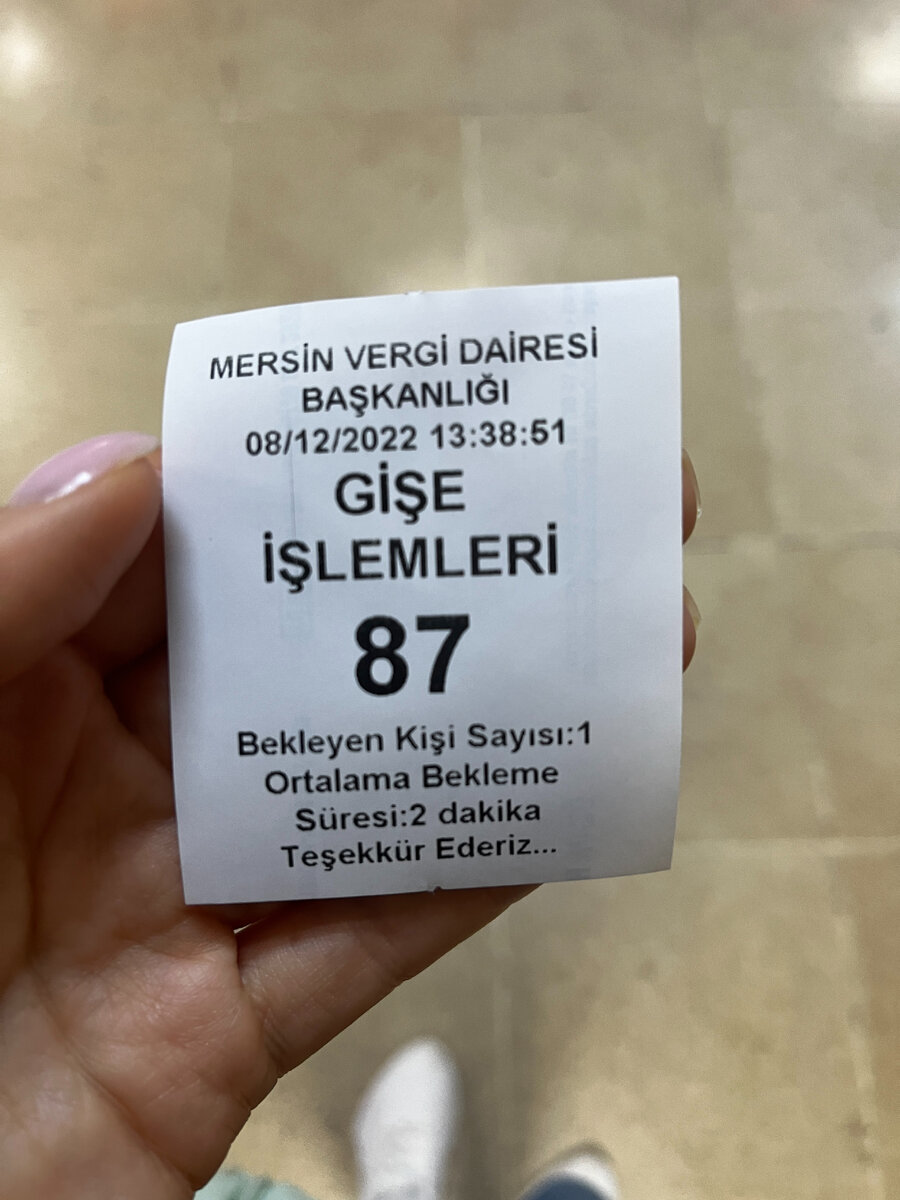 MERSİN VERGİ DAİRESİ
BAŞKANLIĞI
08/12/2022 13:38:51
GİŞE
İŞLEMLERİ
87
Bekleyen Kişi Sayısı:1
Ortalama Bekleme
Süresi:2 dakika
Teşekkür Ederiz...